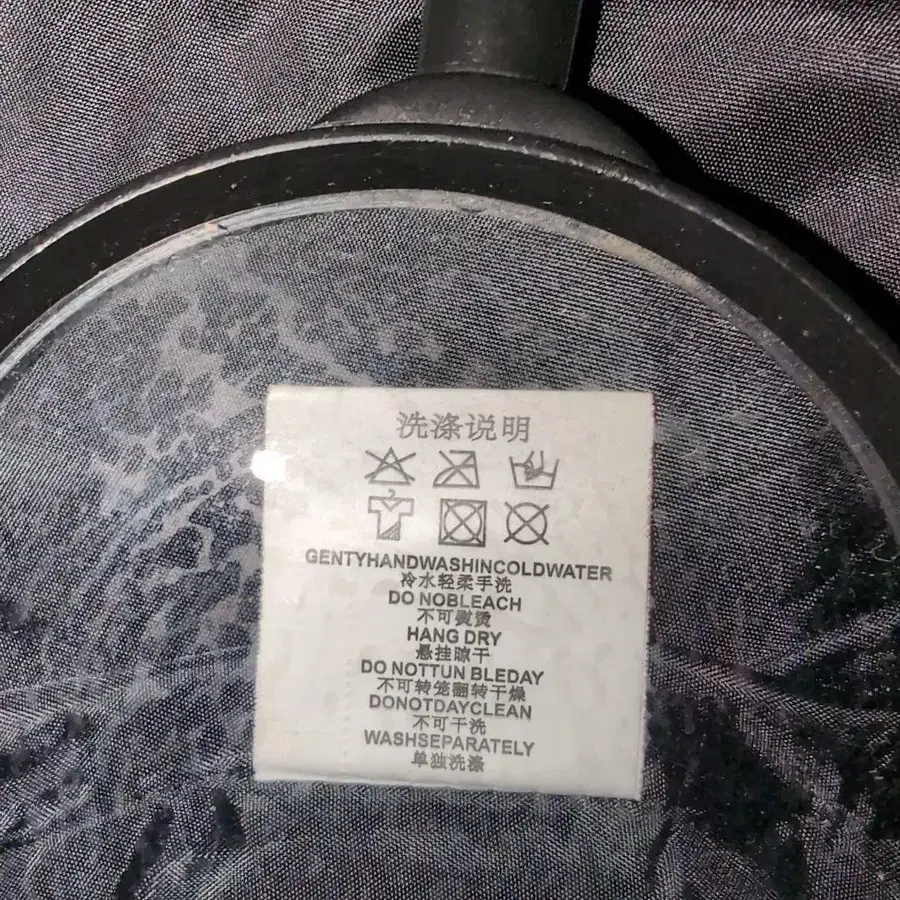 洗涤说明
GENTYHANDWASHINCOLDWATER
冷水轻柔手洗
DO NOBLEACH
不可熨烫
HANG DRY
悬挂晾干
DO NOTTUN BLEDAY
不可转笼翻转干燥
DONOTDAYCLEAN
不可干洗
WASHSEPARATELY
单独洗涤